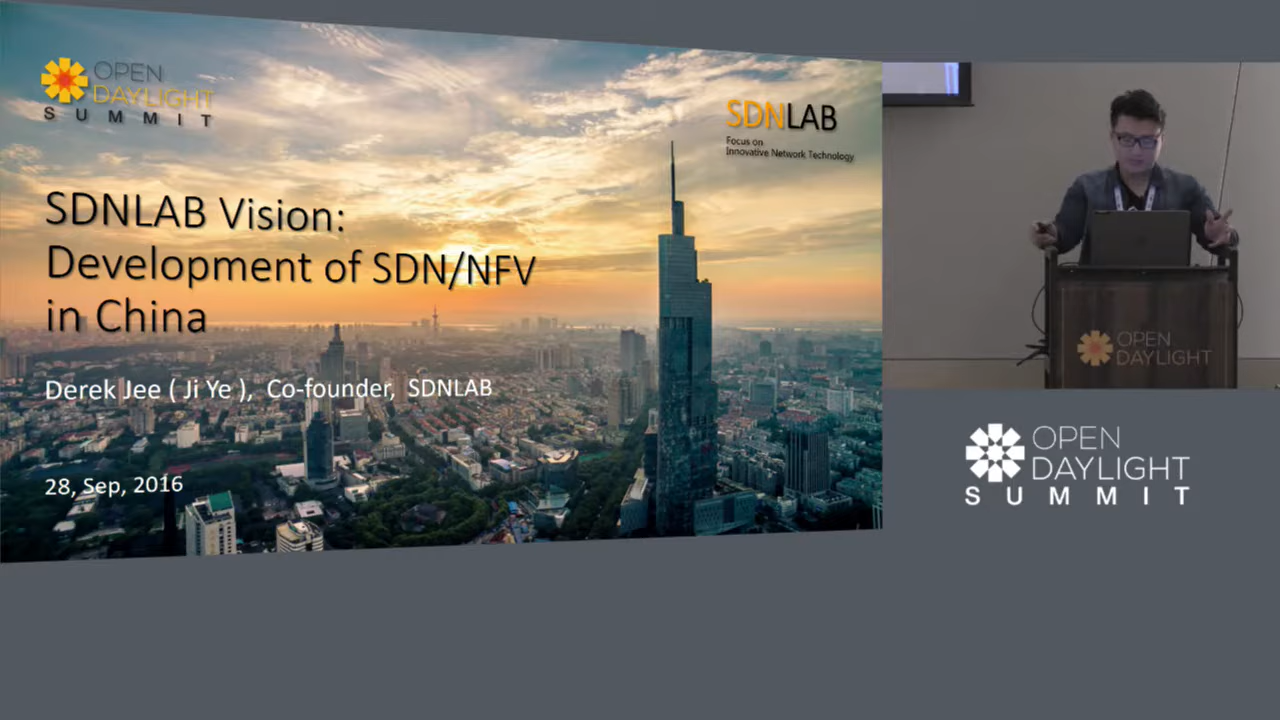 OPEN
DAYLIGHT
SUMMIT
SDNLAB
Focus on
Innovative Network Technology
SDNLAB Vision:
Development of SDN/NFV
in China
Derek Jee ( Ji Ye ), Co-founder, SDNLAB
28, Sep, 2016
OPEN
DAYLIGHT
OPEN
DAYLIGHT
SUMMIT